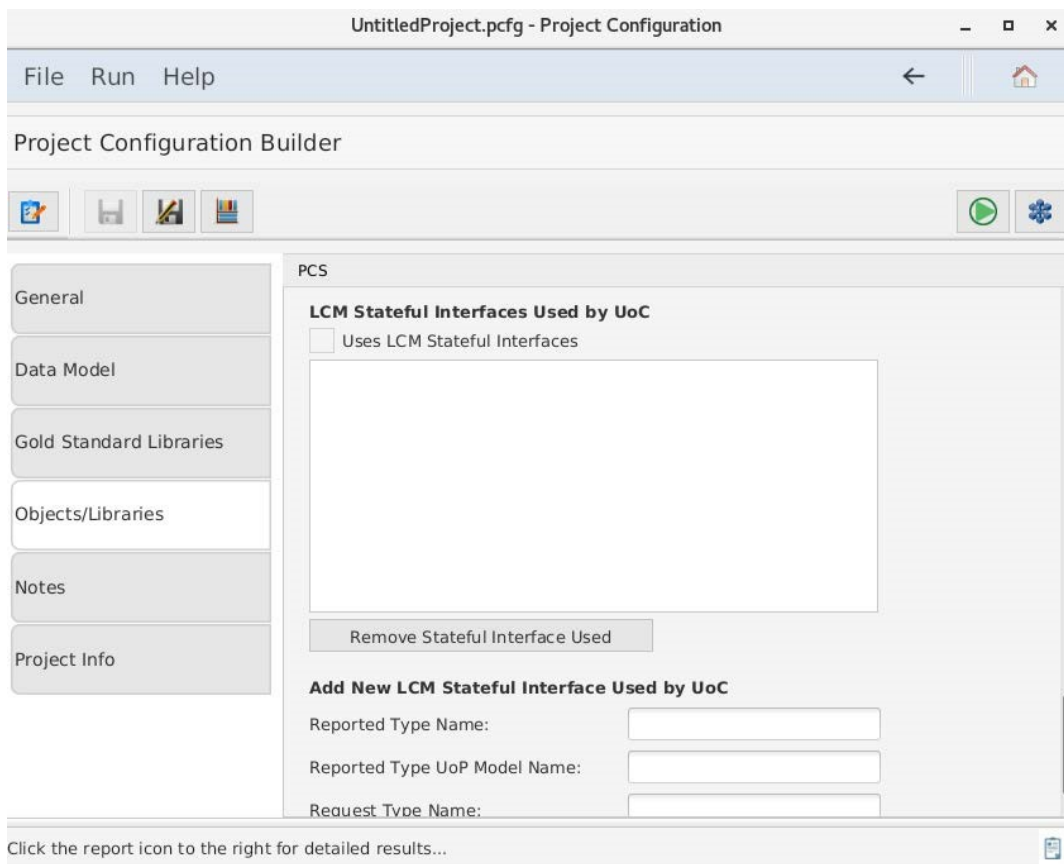 UntitledProject.pcfg - Project Configuration
File Run Help
Project Configuration Builder
General
Data Model
Gold Standard Libraries
Objects/Libraries
Notes
Project Info
PCS
LCM Stateful Interfaces Used by UoC
Uses LCM Stateful Interfaces
Remove Stateful Interface Used
Add New LCM Stateful Interface Used by UoC
Reported Type Name:
Reported Type UoP Model Name:
Request Type Name:
Click the report icon to the right for detailed results...